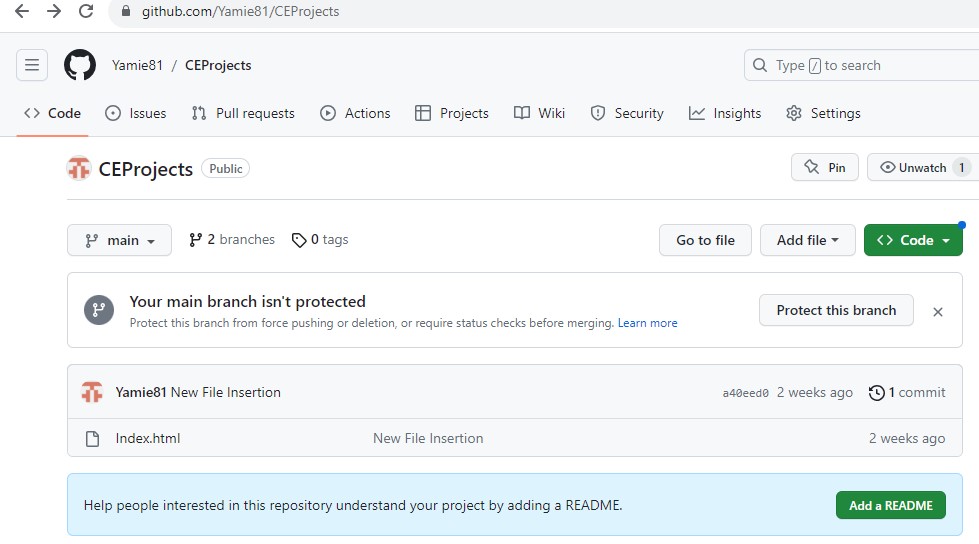 github.com/Yamie81/CEProjects
Yamie81 / CEProjects
Type / to search
Code Issues Pull requests Actions Projects Wiki Security Insights Settings
CEProjects Public Pin Unwatch 1
main 2 branches 0 tags Go to file Add file Code
Your main branch isn't protected
Protect this branch from force pushing or deletion, or require status checks before merging. Learn more
Protect this branch
Yamie81 New File Insertion a40eed0 2 weeks ago 1 commit
Index.html New File Insertion 2 weeks ago
Help people interested in this repository understand your project by adding a README. Add a README